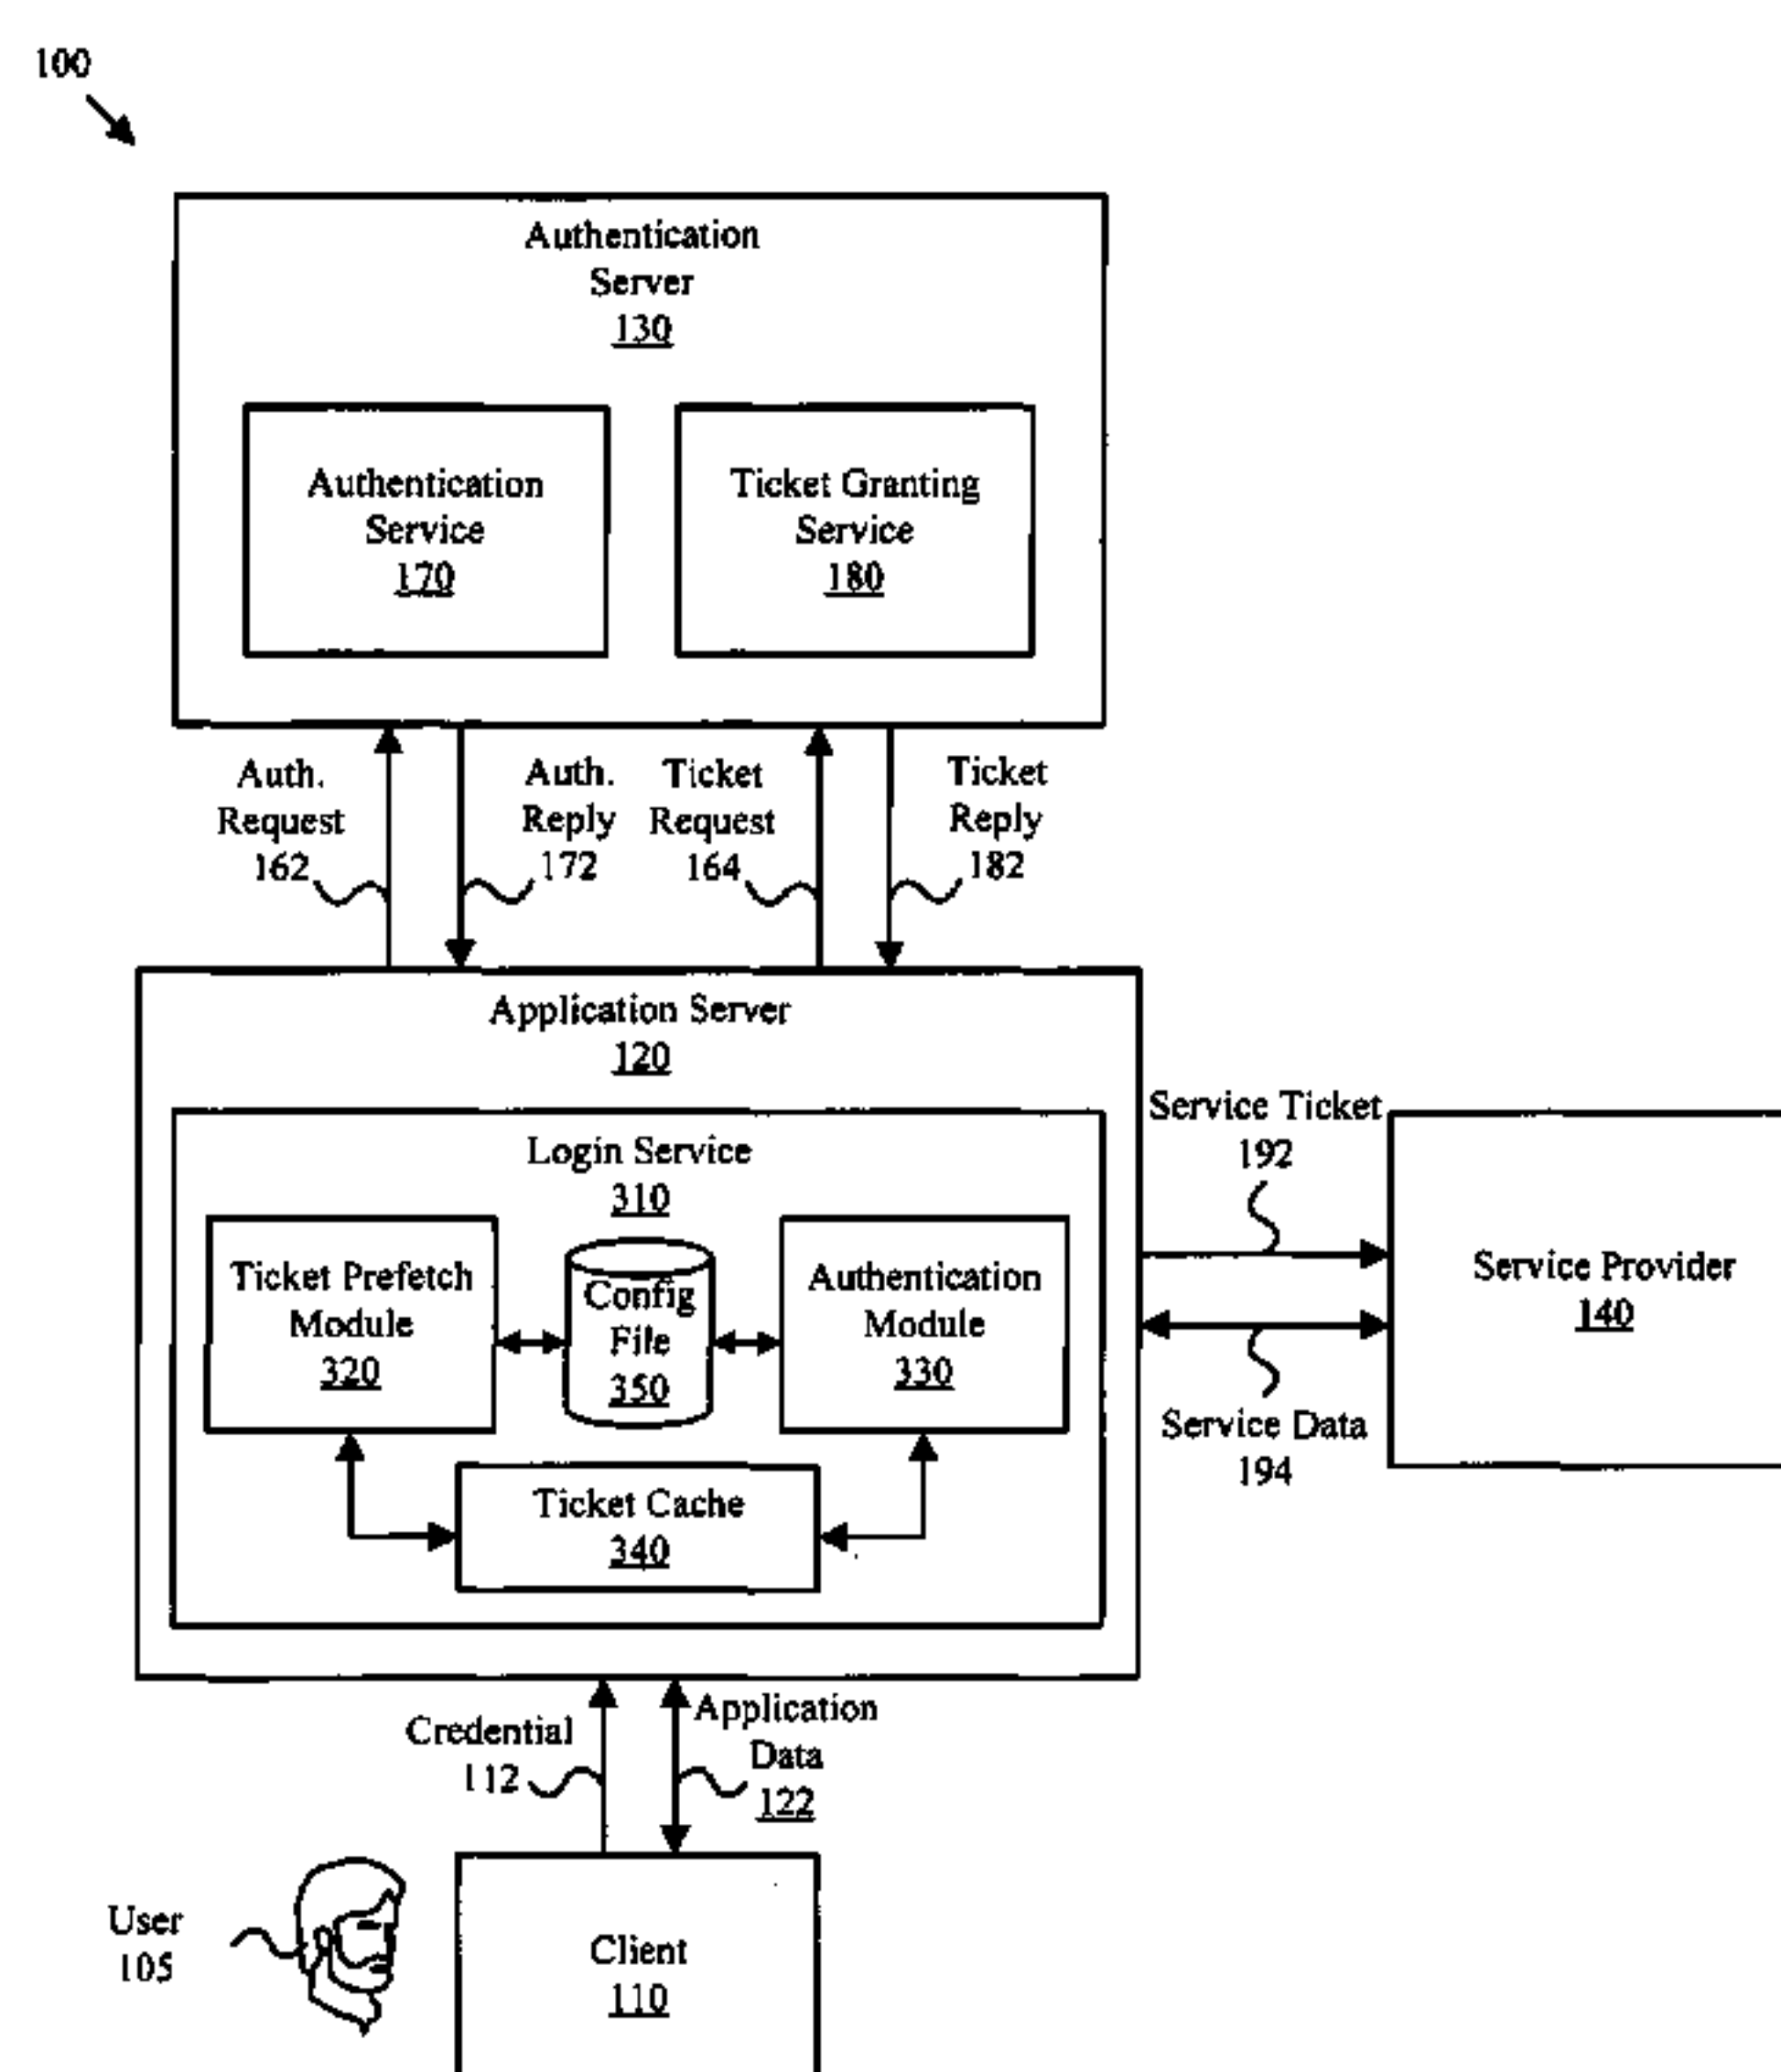 100
Authentication
Server
130
Authentication
Service
170
Ticket Granting
Service
180
Auth.
Request
162
Auth.
Reply
172
Ticket
Request
164
Ticket
Reply
182
Application Server
120
Login Service
310
Ticket Prefetch
Module
320
Config
File
350
Authentication
Module
330
Ticket Cache
340
Service Ticket
192
Service Data
194
Service Provider
140
Credential
112
Application
Data
122
User
105
Client
110